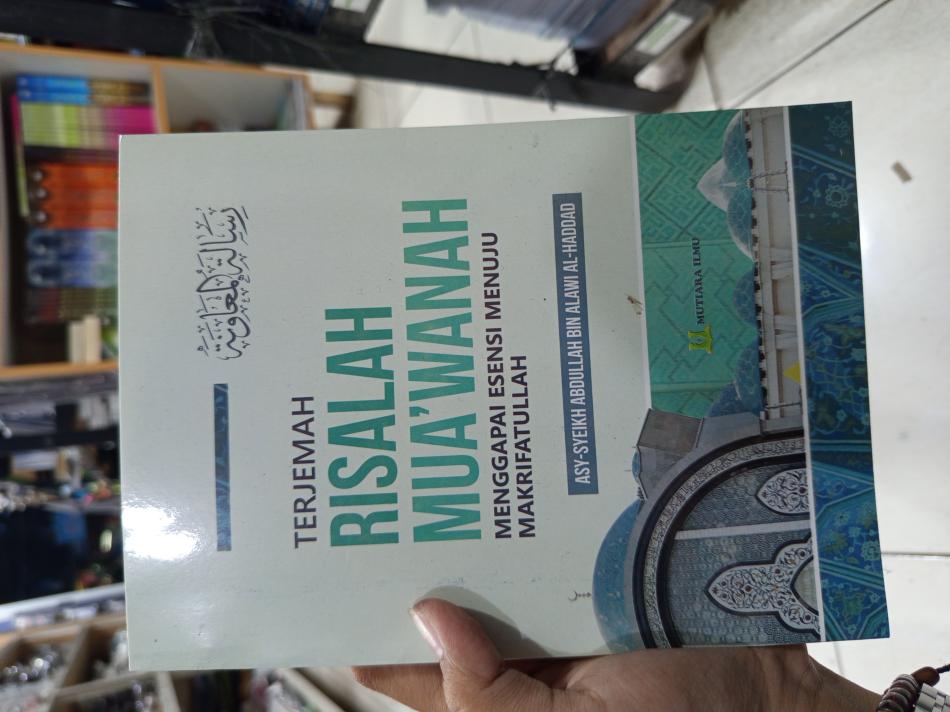 رسالة المعاونة
TERJEMAH
RISALAH
MUA'WANAH
MENGGAPAI ESENSI MENUJU
MAKRIFATULLAH
ASY-SYEIKH ABDULLAH BIN ALAWI AL-HADDAD
MUTIARA ILMU